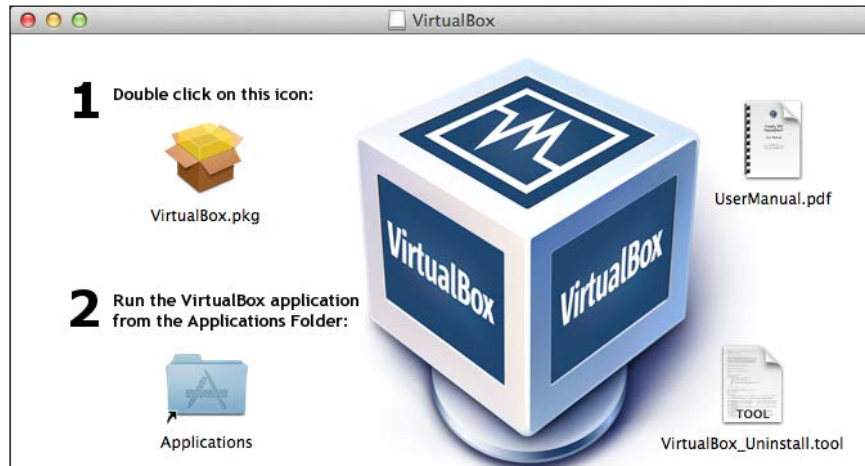 VirtualBox
1 Double click on this icon:
VirtualBox.pkg
2 Run the VirtualBox application
from the Applications Folder:
Applications
VirtualBox
VirtualBox
UserManual.pdf
TOOL
VirtualBox_Uninstall.tool